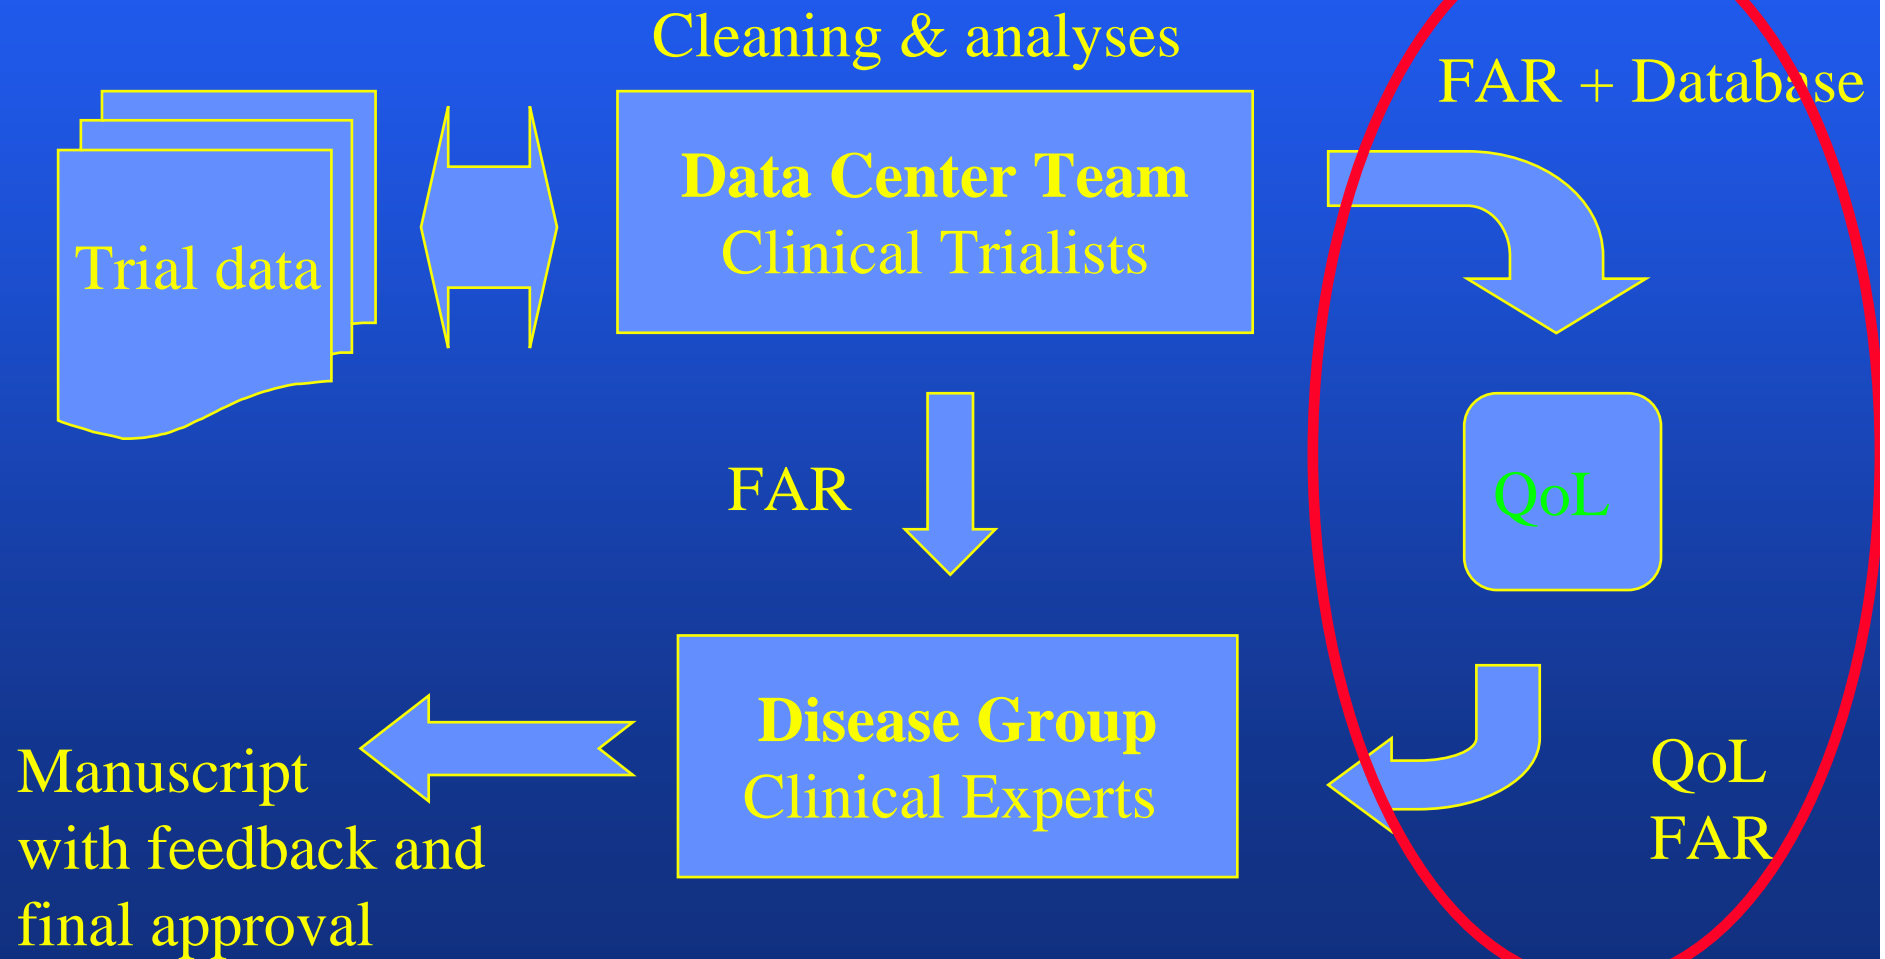 Cleaning & analyses
FAR + Database
Trial data
Data Center Team
Clinical Trialists
FAR
QoL
Disease Group
Clinical Experts
QoL
FAR
Manuscript
with feedback and
final approval